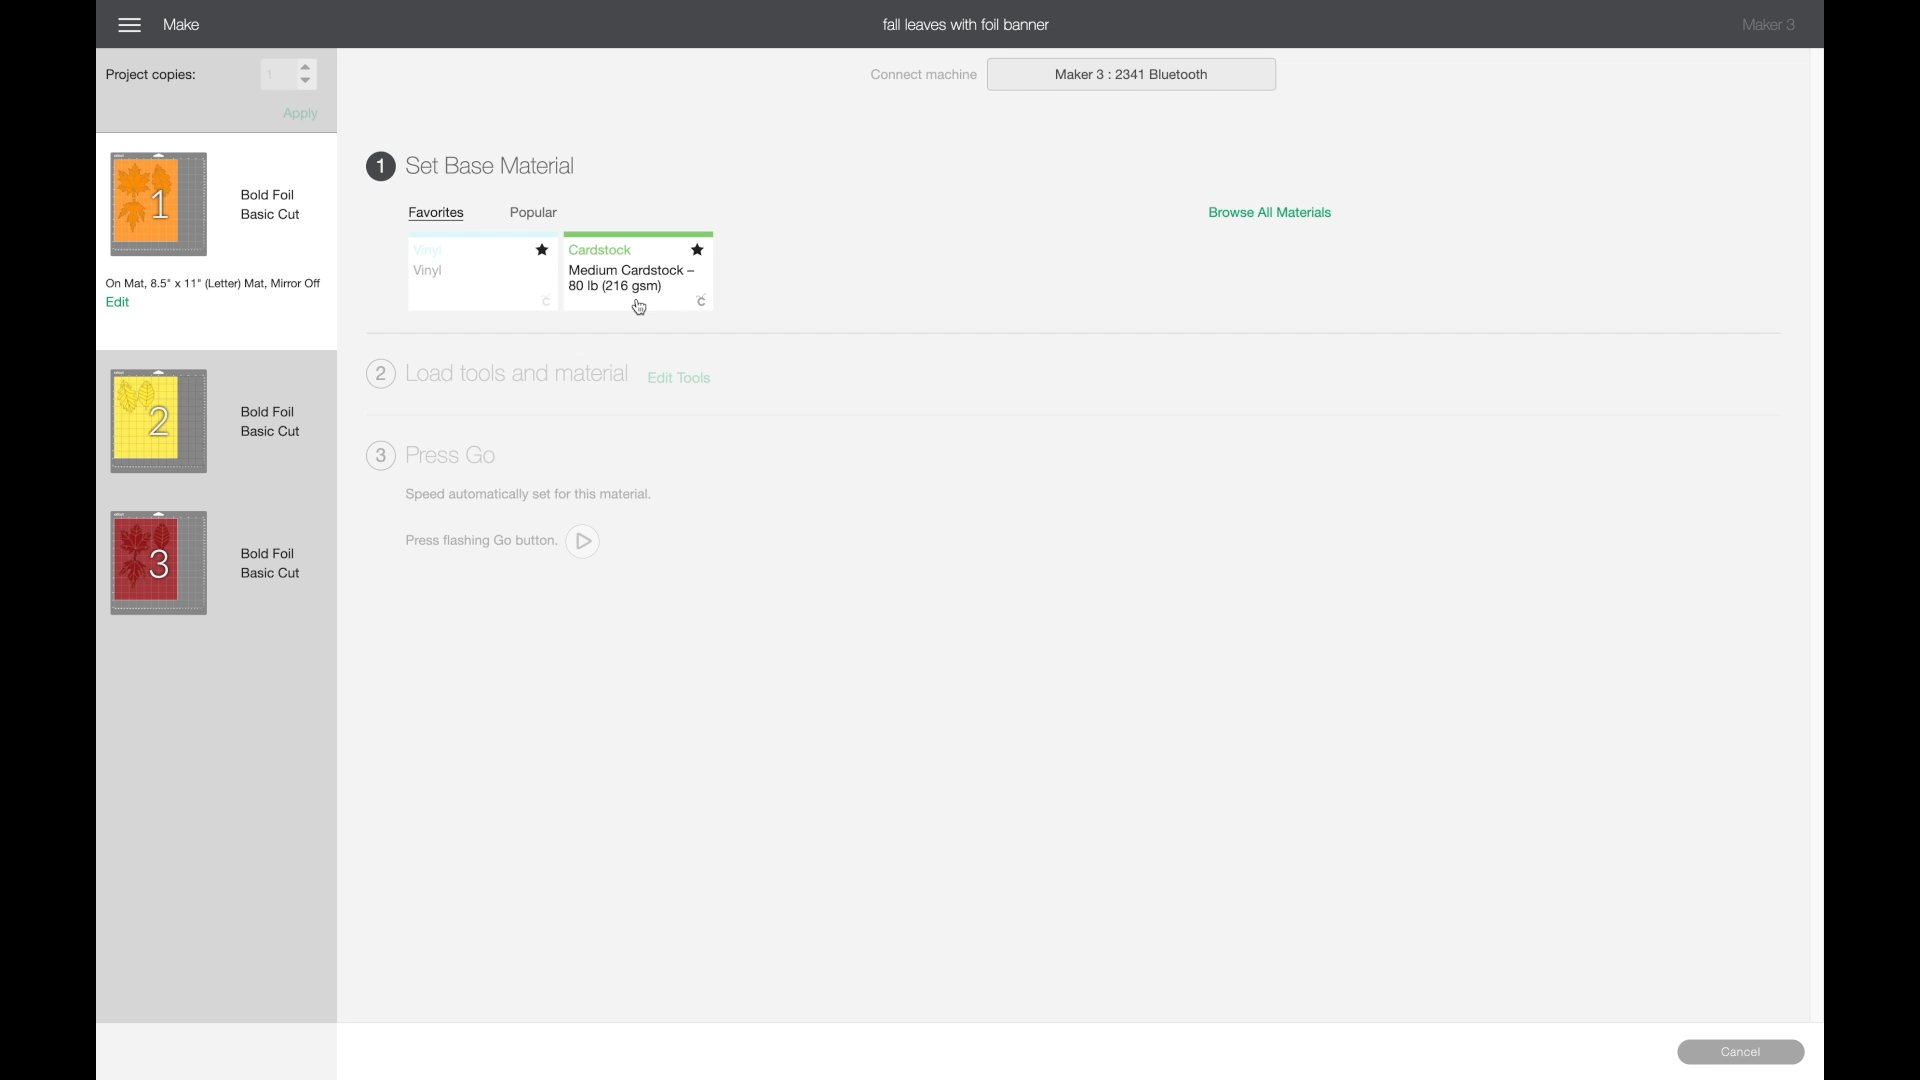 Make
fall leaves with foil banner
Maker 3
Project copies:
1
Apply
Connect machine
Maker 3 : 2341 Bluetooth
1
Bold Foil
Basic Cut
On Mat, 8.5" x 11" (Letter) Mat, Mirror Off
Edit
2
Bold Foil
Basic Cut
3
Bold Foil
Basic Cut
1 Set Base Material
Favorites
Popular
Browse All Materials
Vinyl
Vinyl
Cardstock
Medium Cardstock –
80 lb (216 gsm)
2 Load tools and material
Edit Tools
3 Press Go
Speed automatically set for this material.
Press flashing Go button.
Cancel